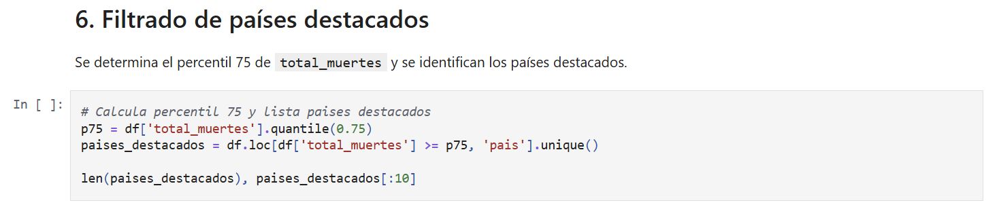 6. Filtrado de países destacados
Se determina el percentil 75 de total_muertes y se identifican los países destacados.
In [ ]:
# Calcula percentil 75 y lista paises destacados
p75 = df['total_muertes'].quantile(0.75)
paises_destacados = df.loc[df['total_muertes'] >= p75, 'pais'].unique()
len(paises_destacados), paises_destacados[:10]